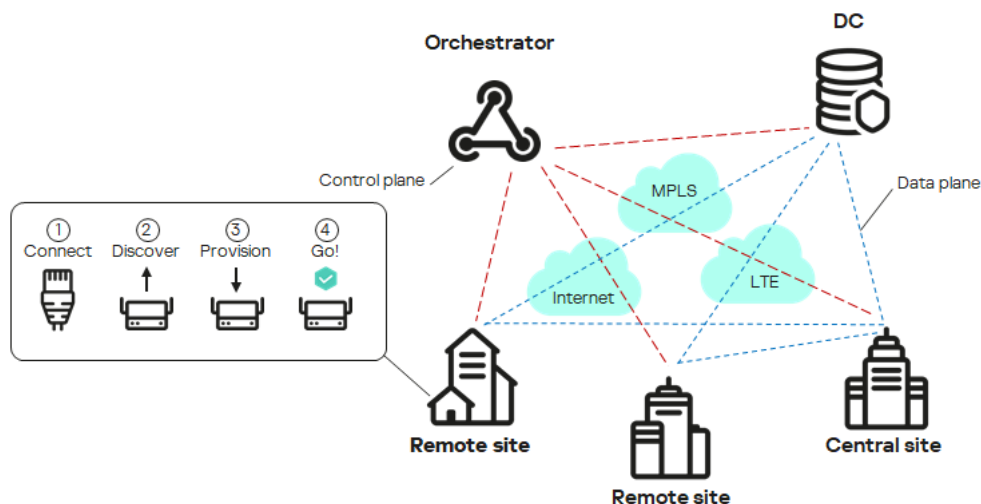 DC
Orchestrator
Control plane
MPLS
Data plane
1 2 3 4
Connect Discover Provision Go!
Internet
LTE
Remote site
Central site
Remote site